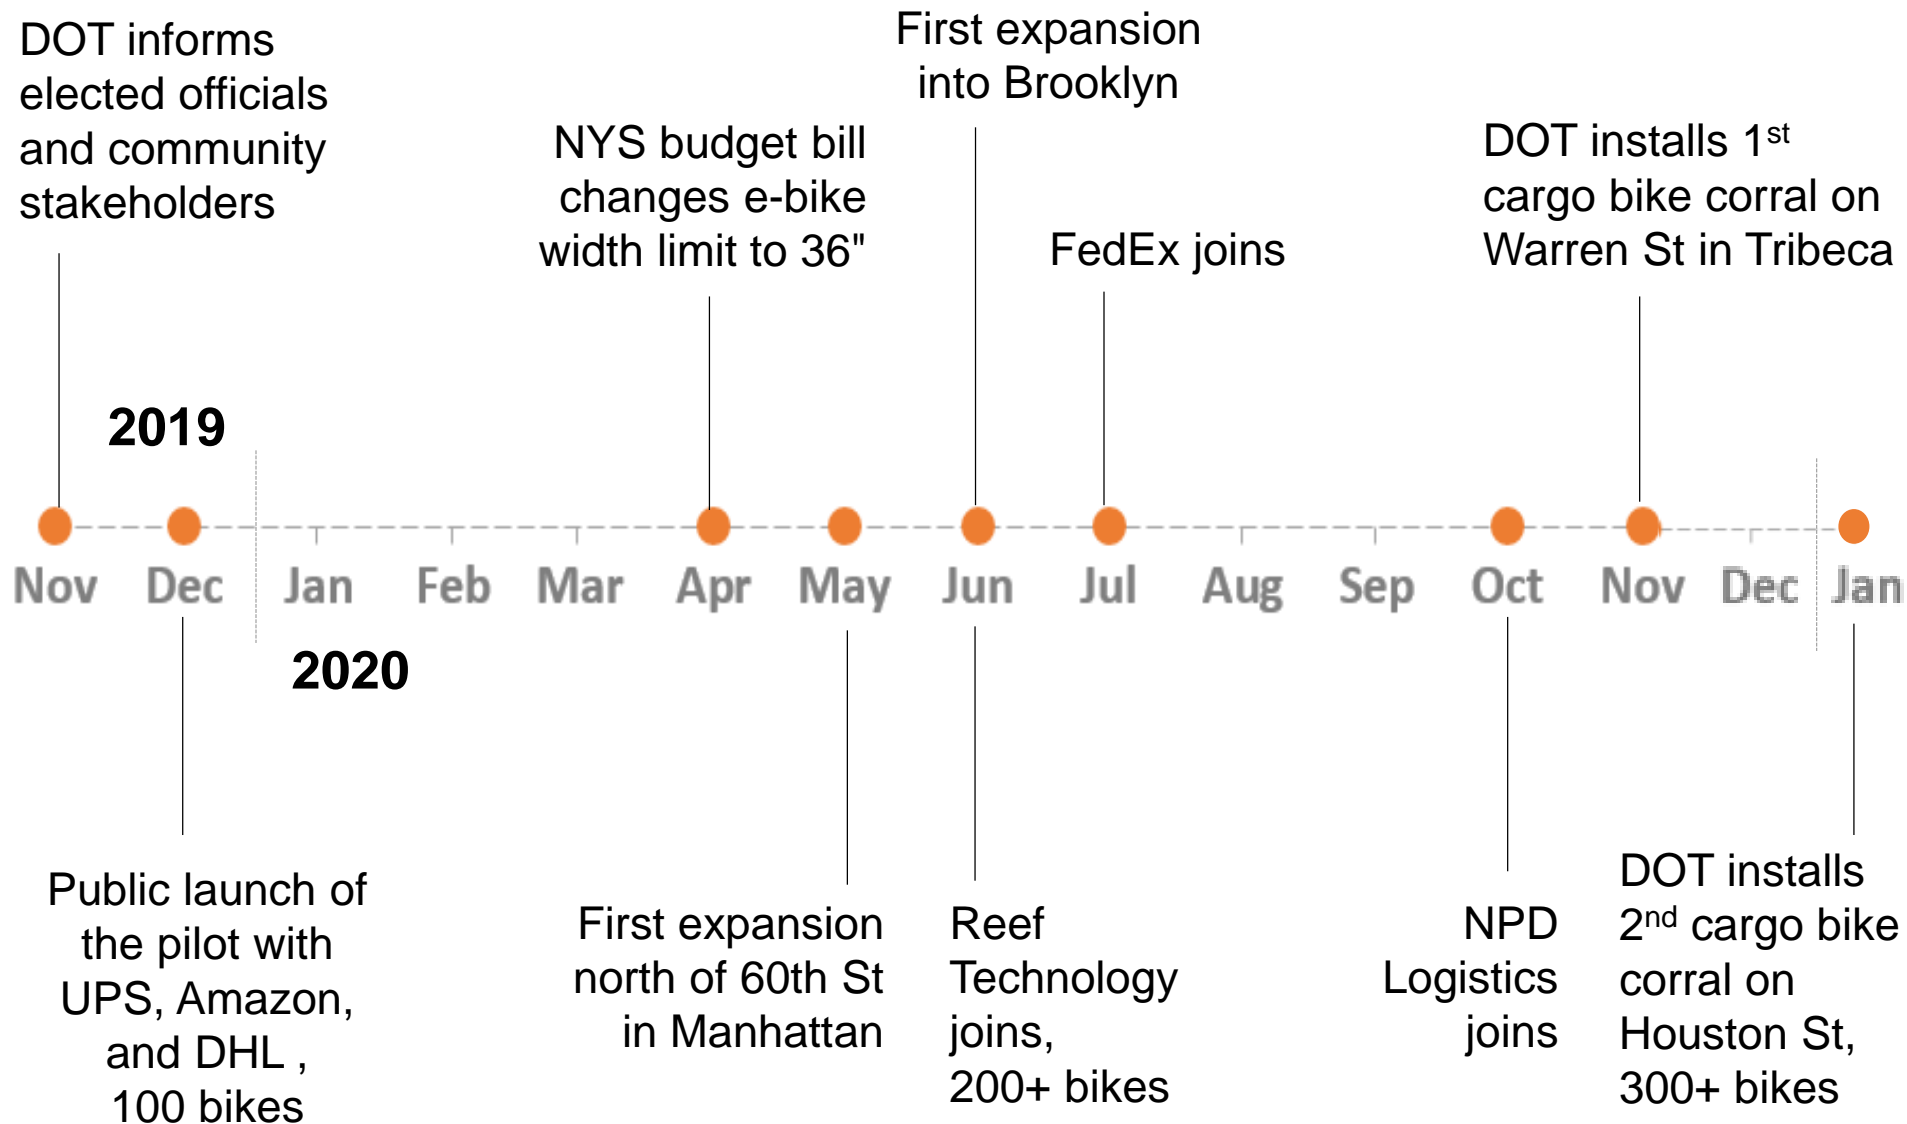 DOT informs
elected officials
and community
stakeholders
NYS budget bill
changes e-bike
width limit to 36"
First expansion
into Brooklyn
FedEx joins
DOT installs 1st
cargo bike corral on
Warren St in Tribeca
2019
Nov Dec Jan Feb Mar Apr May Jun Jul Aug Sep Oct Nov Dec Jan
2020
Public launch of
the pilot with
UPS, Amazon,
and DHL ,
100 bikes
First expansion
north of 60th St
in Manhattan
Reef
Technology
joins,
200+ bikes
NPD
Logistics
joins
DOT installs
2nd cargo bike
corral on
Houston St,
300+ bikes